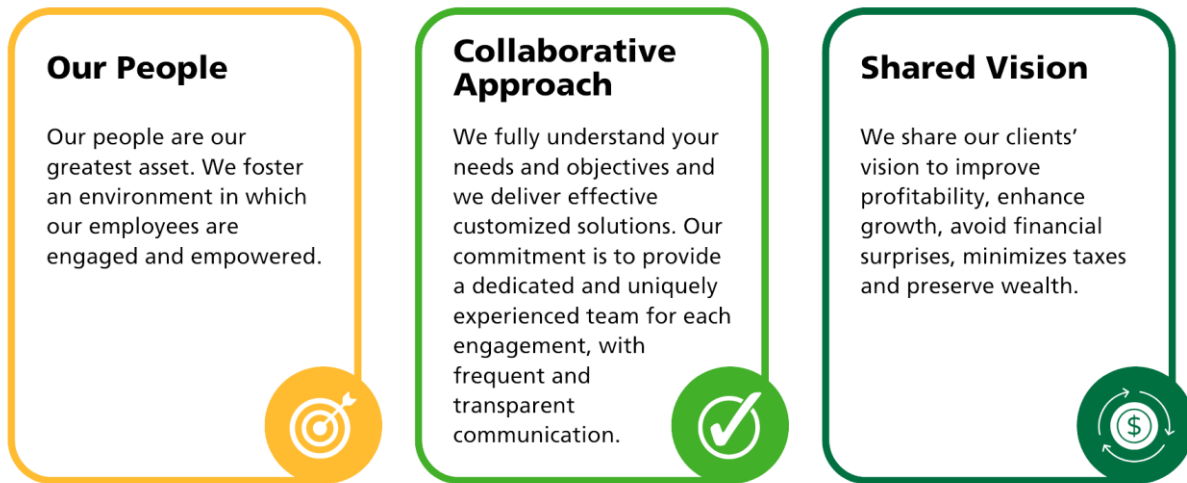 Our People
Our people are our
greatest asset. We foster
an environment in which
our employees are
engaged and empowered.
Collaborative
Approach
We fully understand your
needs and objectives and
we deliver effective
customized solutions. Our
commitment is to provide
a dedicated and uniquely
experienced team for each
engagement, with
frequent and
transparent
communication.
Shared Vision
We share our clients’
vision to improve
profitability, enhance
growth, avoid financial
surprises, minimizes taxes
and preserve wealth.
$